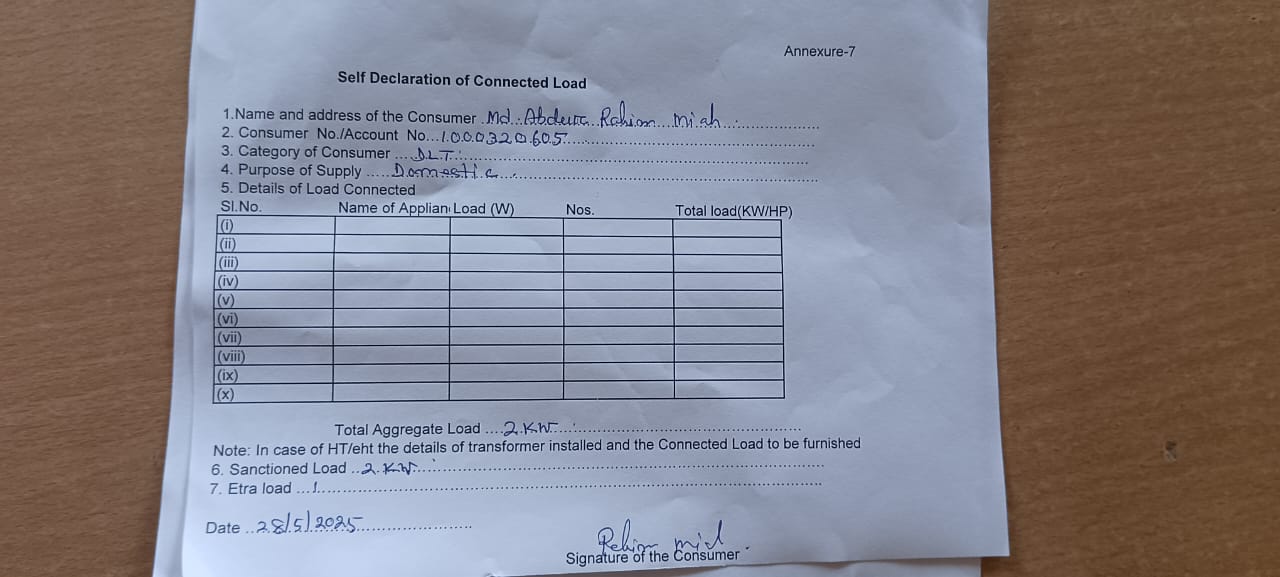 Annexure-7
Self Declaration of Connected Load
1.Name and address of the Consumer .Md. Abdur Rahim Miah
2. Consumer No./Account No...1000320605
3. Category of Consumer .... DLT
4. Purpose of Supply ..... Domestic
5. Details of Load Connected
Sl.No. Name of Applian Load (W) Nos. Total load(KW/HP)
(i)
(ii)
(iii)
(iv)
(v)
(vi)
(vii)
(viii)
(ix)
(x)
Total Aggregate Load .... 2 KW
Note: In case of HT/eht the details of transformer installed and the Connected Load to be furnished
6. Sanctioned Load .. 2 KW
7. Etra load ...
Date .. 28/5/2025
Rahim
Signature of the Consumer